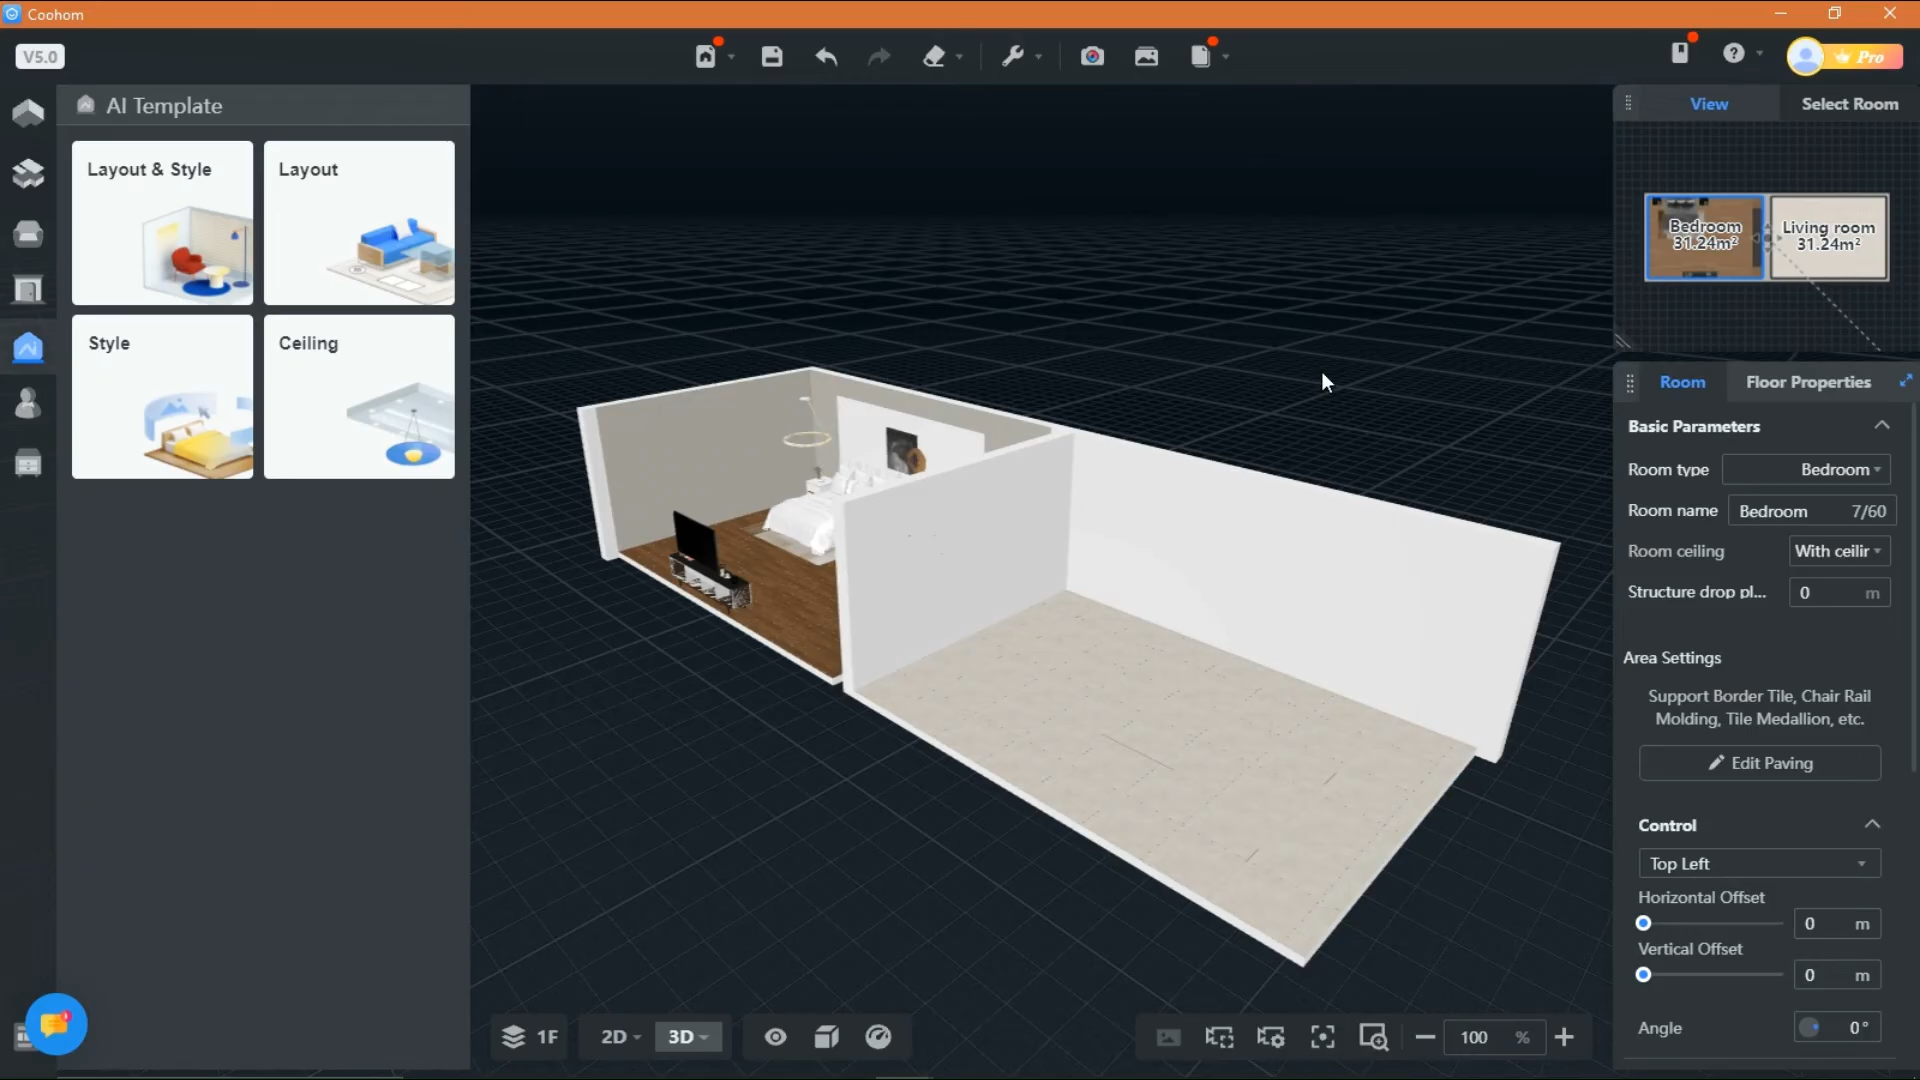 Coohom
V5.0
Pro
AI Template
Layout & Style
Layout
Style
Ceiling
View
Select Room
Bedroom
31.24m²
Living room
31.24m²
Room
Floor Properties
Basic Parameters
Room type
Bedroom
Room name
Bedroom
7/60
Room ceiling
With ceilir
Structure drop pl...
0
m
Area Settings
Support Border Tile, Chair Rail
Molding, Tile Medallion, etc.
Edit Paving
Control
Top Left
Horizontal Offset
0
m
Vertical Offset
0
m
Angle
0°
1F
2D
3D
100
%